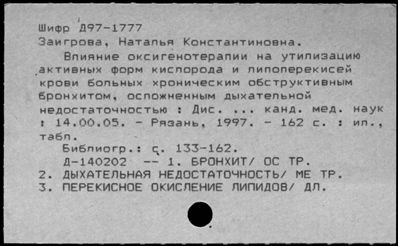 Шифр Д97-1777
Заигрова, Наталья Константиновна.
Влияние оксигенотерапии на утилизацию
активных форм кислорода и липоперекисей
крови больных хроническим обструктивным
бронхитом, осложненным дыхательной
недостаточностью : Дис. ... канд. мед. наук
: 14.00.05. - Рязань, 1997. - 162 с. : ил.,
табл.
Библиогр.: с. 133-162.
Д-140202 -- 1. БРОНХИТ/ ОС ТР.
2. ДЫХАТЕЛЬНАЯ НЕДОСТАТОЧНОСТЬ/ МЕ ТР.
3. ПЕРЕКИСНОЕ ОКИСЛЕНИЕ ЛИПИДОВ/ ДЛ.